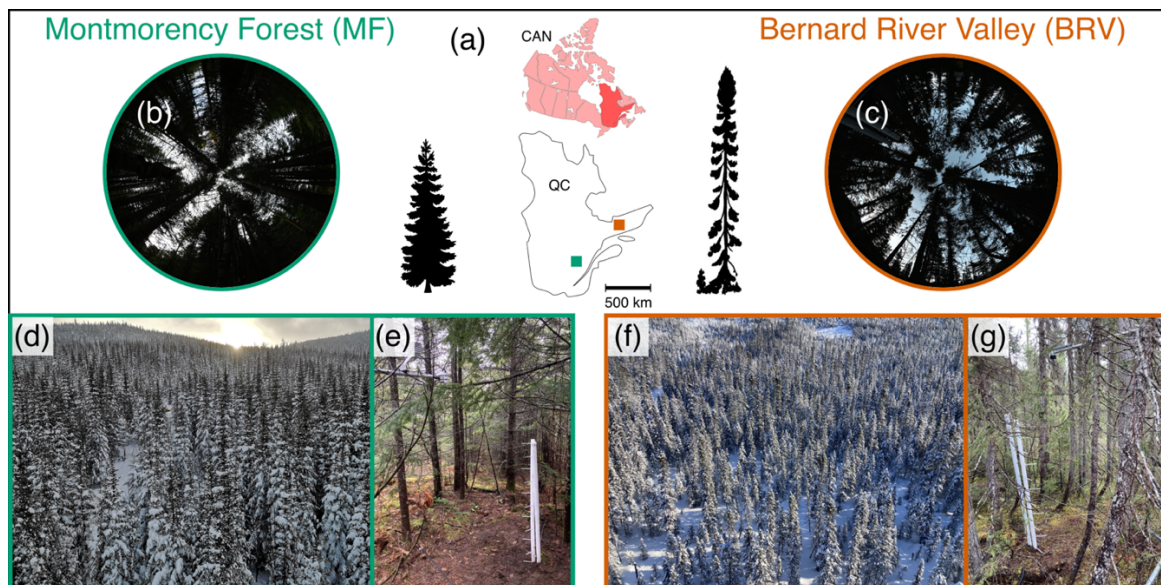 Montmorency Forest (MF)
(a)
CAN
Bernard River Valley (BRV)
(b)
(c)
QC
500 km
(d)
(e)
(f)
(g)